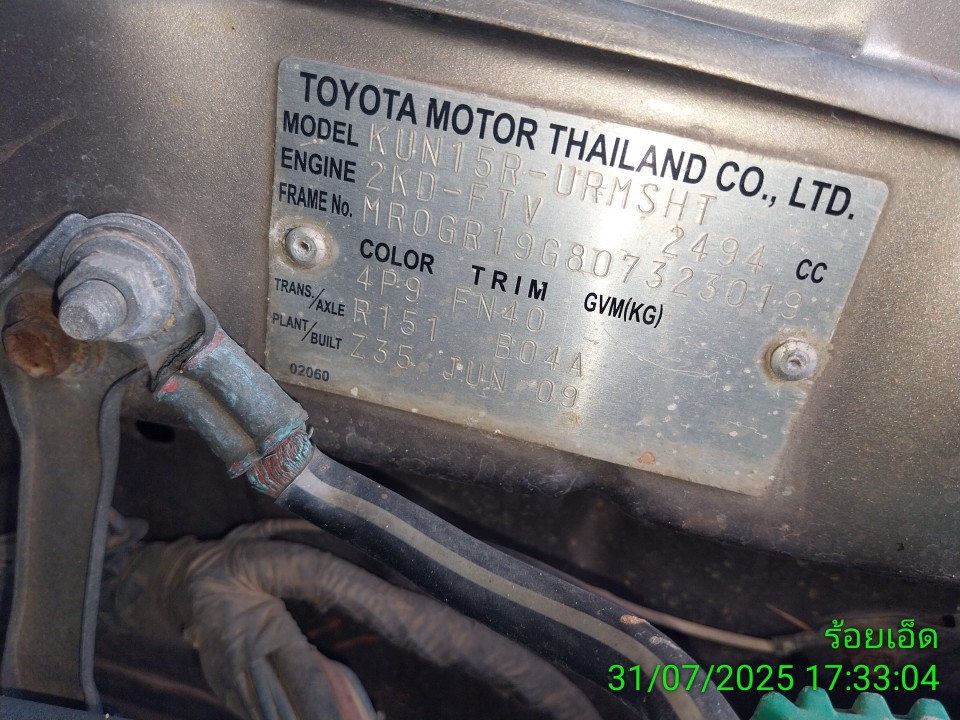 TOYOTA MOTOR THAILAND CO., LTD.
MODEL KUN15R-URMSHT
ENGINE 2KD-FTV 2494 CC
FRAME No. MR0GR19G807323019
COLOR TRIM GVM(KG)
4P9 FN40
TRANS./AXLE R151 B04A
PLANT/BUILT Z35 JUN 09
02060
ร้อยเอ็ด
31/07/2025 17:33:04